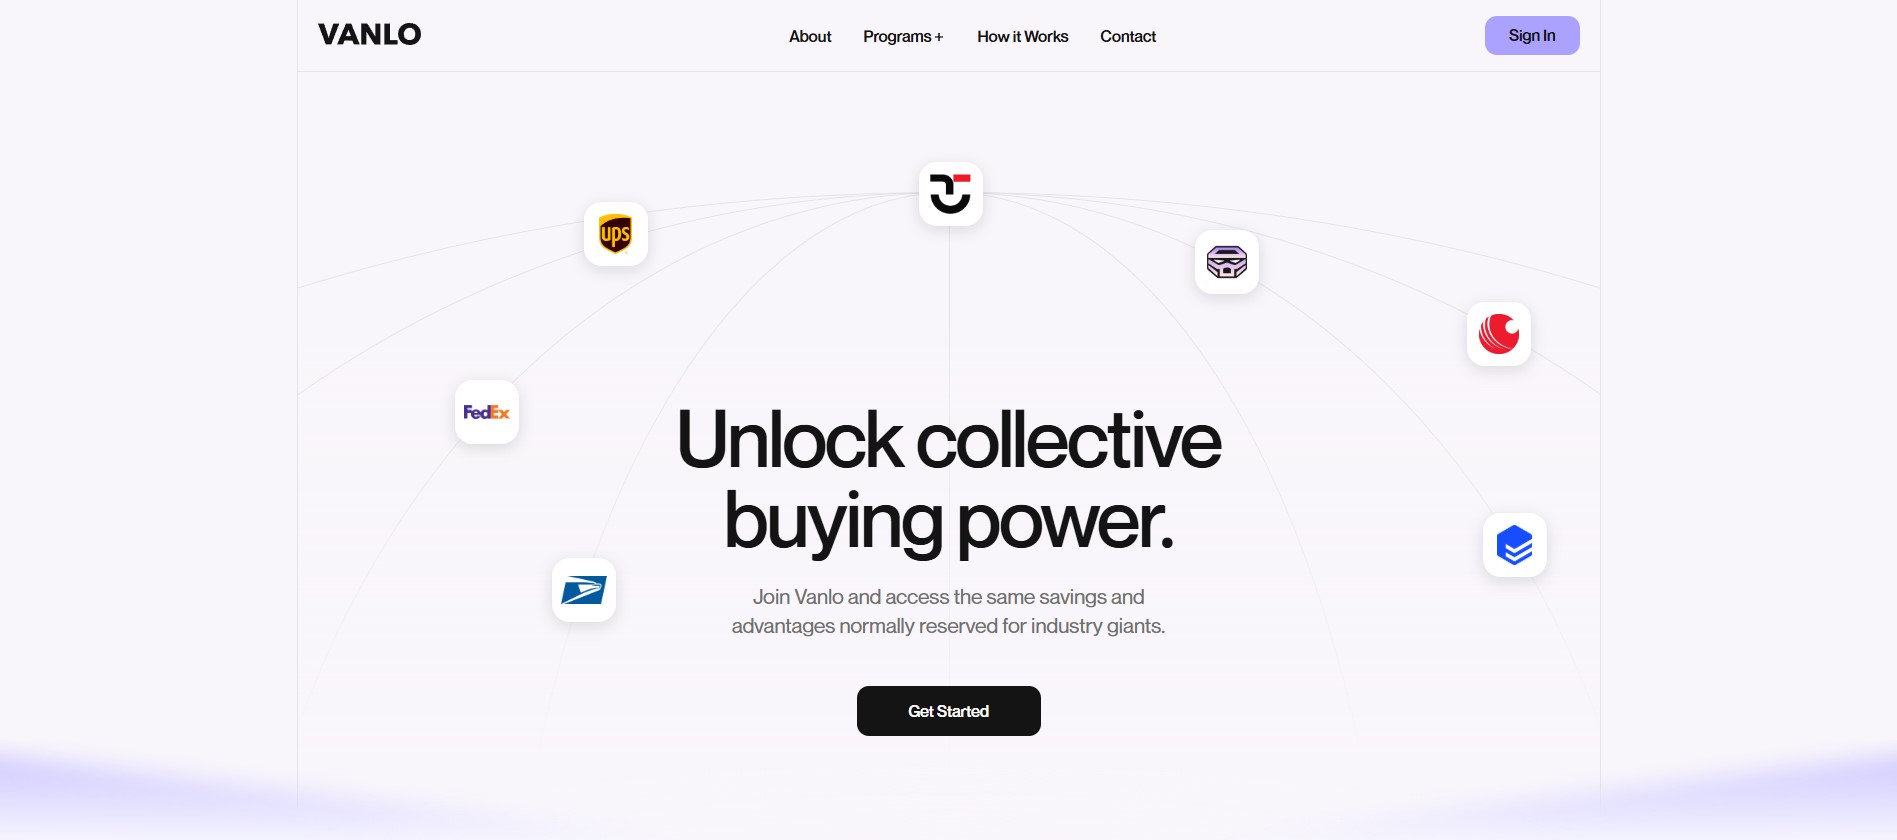 VANLO
About
Programs +
How it Works
Contact
Sign In
ups
FedEx
Unlock collective
buying power.
Join Vanlo and access the same savings and
advantages normally reserved for industry giants.
Get Started